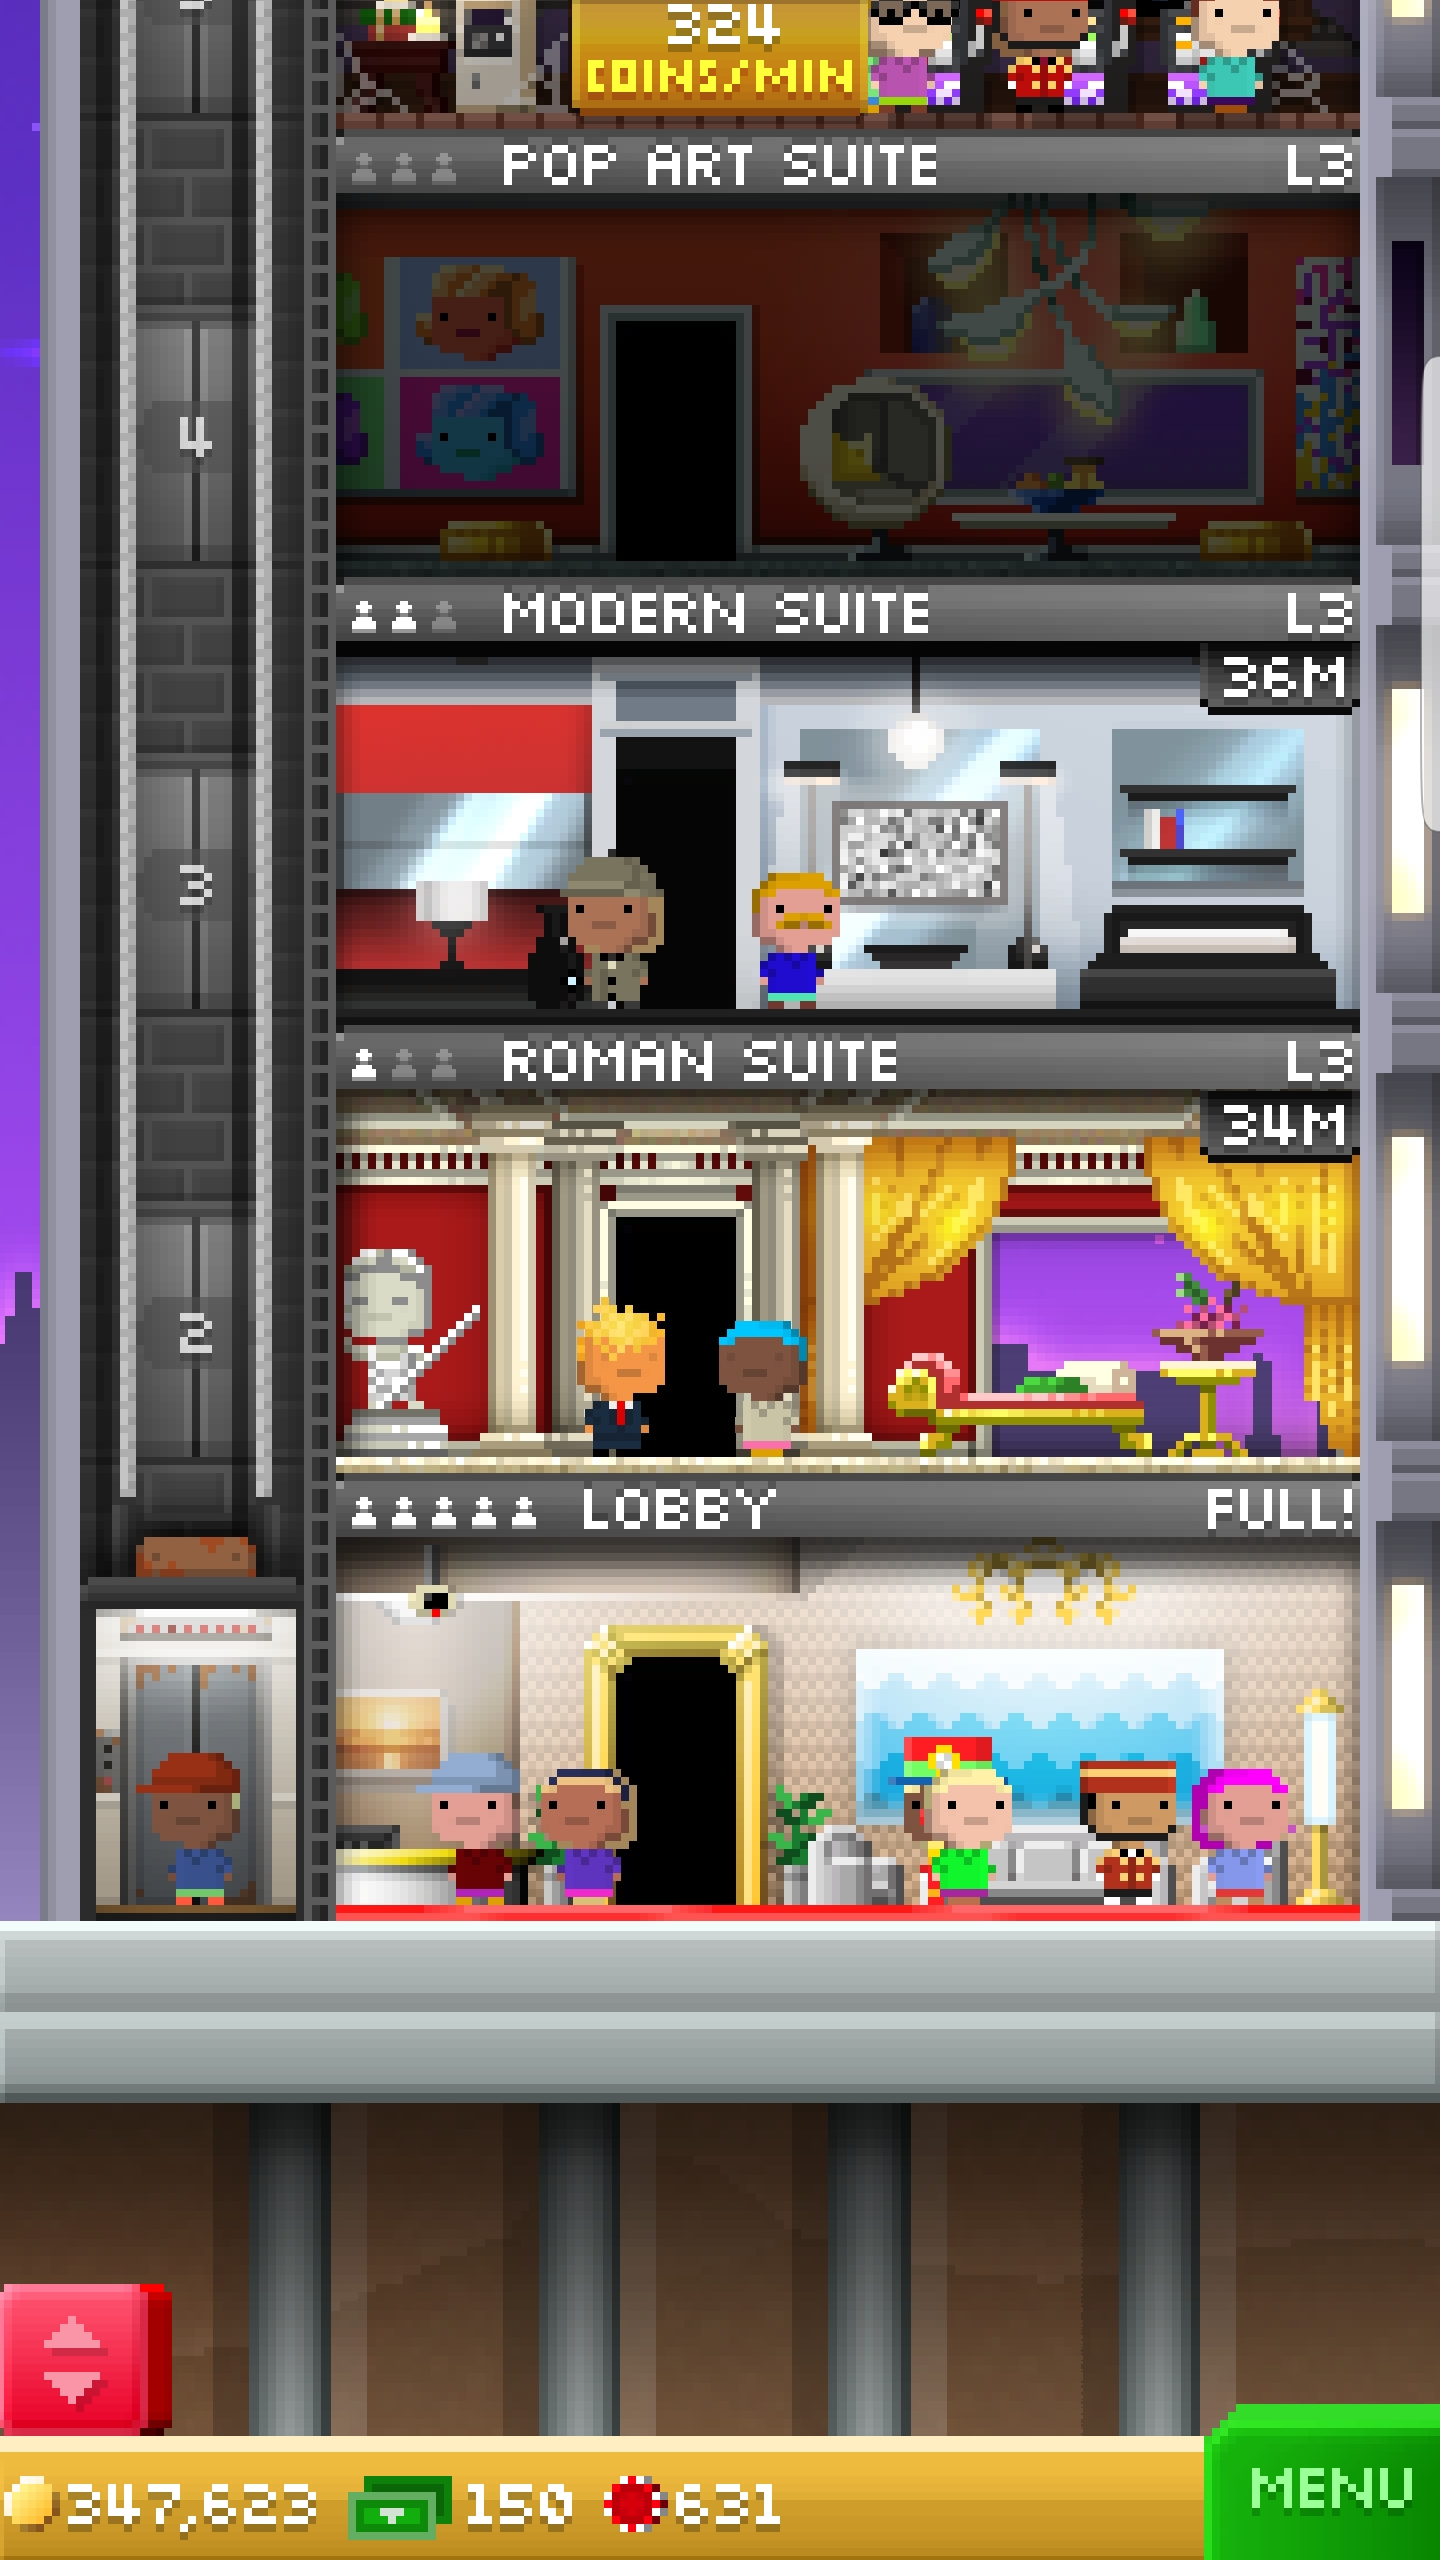 324
COINS/MIN
POP ART SUITE L3
4
MODERN SUITE L3
36M
3
ROMAN SUITE L3
34M
2
LOBBY FULL!
347,623 150 631
MENU